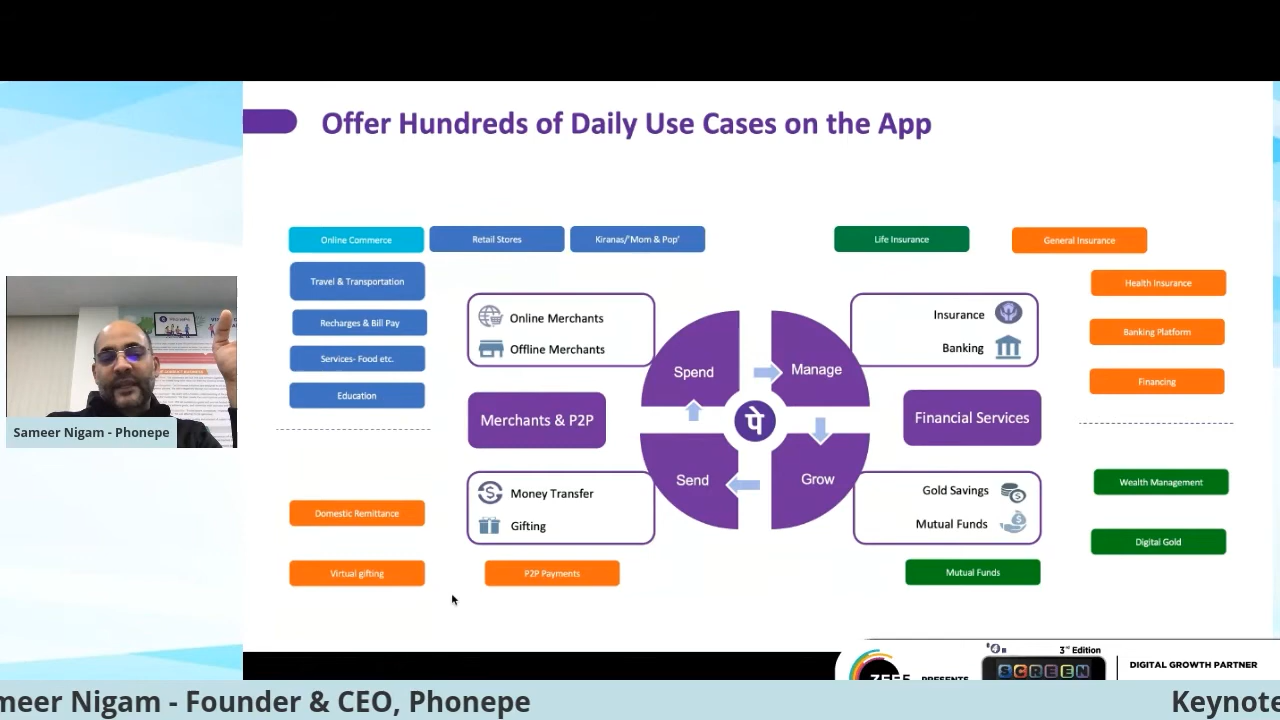 Offer Hundreds of Daily Use Cases on the App
Online Commerce
Retail Stores
Kiranas/'Mom & Pop'
Life Insurance
General Insurance
Travel & Transportation
Recharges & Bill Pay
Services- Food etc.
Education
Online Merchants
Offline Merchants
Merchants & P2P
Money Transfer
Gifting
Domestic Remittance
Virtual gifting
P2P Payments
Spend
Manage
Send
Grow
पे
Insurance
Banking
Financial Services
Gold Savings
Mutual Funds
Mutual Funds
Health Insurance
Banking Platform
Financing
Wealth Management
Digital Gold
Sameer Nigam - Phonepe
ZEE5 PRESENTS
3rd Edition
SCREEN
DIGITAL GROWTH PARTNER
meer Nigam - Founder & CEO, Phonepe
Keynote